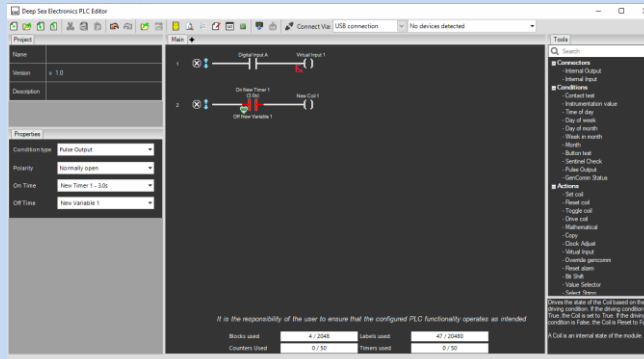 Deep Sea Electronics PLC Editor
Connect Via: USB connection No devices detected
Project
Name
Version v 1.0
Description
Properties
Condition type Pulse Output
Polarity Normally open
On Time New Timer 1 - 3.0s
Off Time New Variable 1
Main
1
Digital Input A
Virtual Input 1
2
On New Timer 1
(3.0s)
Off New Variable 1
New Coil 1
It is the responsibility of the user to ensure that the configured PLC functionality operates as intended
Blocks used 4 / 2048 Labels used 47 / 20480
Counters Used 0 / 50 Timers used 0 / 50
Tools
Search
Connectors
- Internal Output
- Internal Input
Conditions
- Contact test
- Instrumentation value
- Time of day
- Day of week
- Day of month
- Week in month
- Month
- Button test
- Sentinel Check
- Pulse Output
- GenComm Status
Actions
- Set coil
- Reset coil
- Toggle coil
- Drive coil
- Mathematical
- Copy
- Clock Adjust
- Virtual Input
- Override gencomm
- Reset alarm
- Bit Shift
- Value Selector
- Select String
Drives the state of the Coil based on the
driving condition. If the driving condition
True, the Coil is set to True. If the driving
condition is False, the Coil is Reset to
A Coil is an internal state of the module